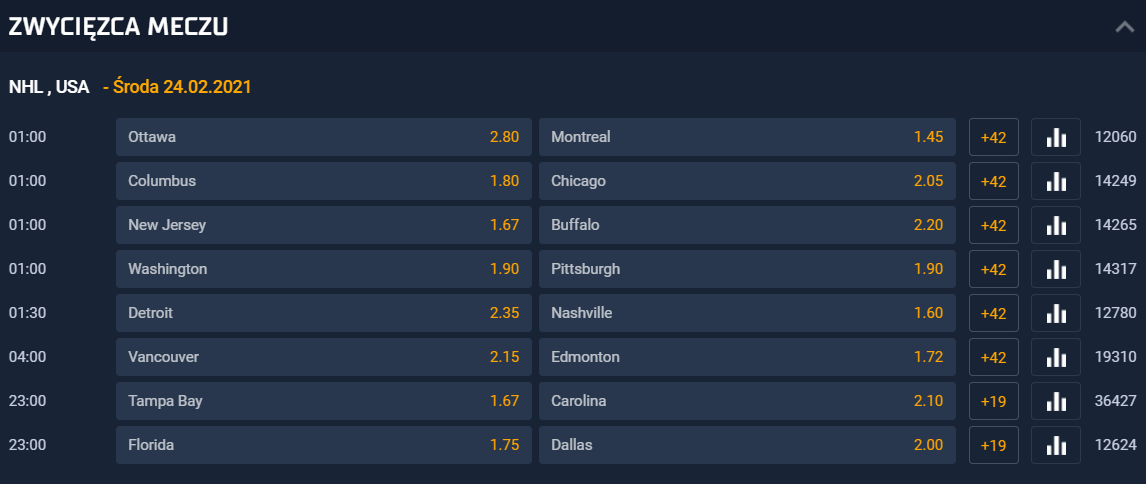 ZWYCIĘZCA MECZU
NHL , USA - Środa 24.02.2021
01:00 Ottawa 2.80 Montreal 1.45 +42 12060
01:00 Columbus 1.80 Chicago 2.05 +42 14249
01:00 New Jersey 1.67 Buffalo 2.20 +42 14265
01:00 Washington 1.90 Pittsburgh 1.90 +42 14317
01:30 Detroit 2.35 Nashville 1.60 +42 12780
04:00 Vancouver 2.15 Edmonton 1.72 +42 19310
23:00 Tampa Bay 1.67 Carolina 2.10 +19 36427
23:00 Florida 1.75 Dallas 2.00 +19 12624